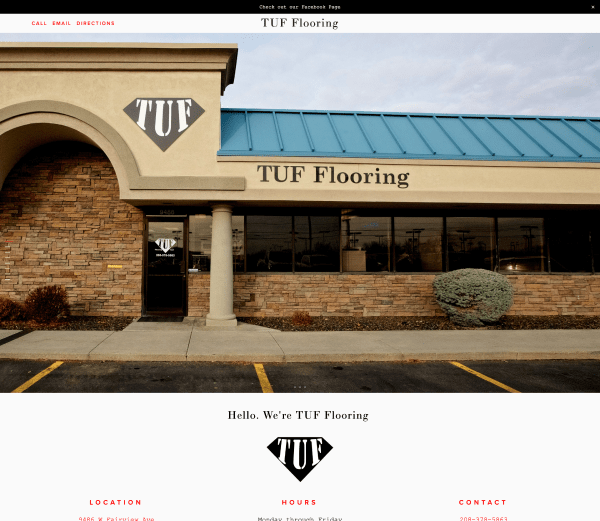 Check out our Facebook Page
×
CALL EMAIL DIRECTIONS
TUF Flooring
TUF
TUF Flooring
TUF
Hello. We're TUF Flooring
TUF
LOCATION
HOURS
CONTACT
9406 W Fairview Ave
Monday through Friday
208-378-5863